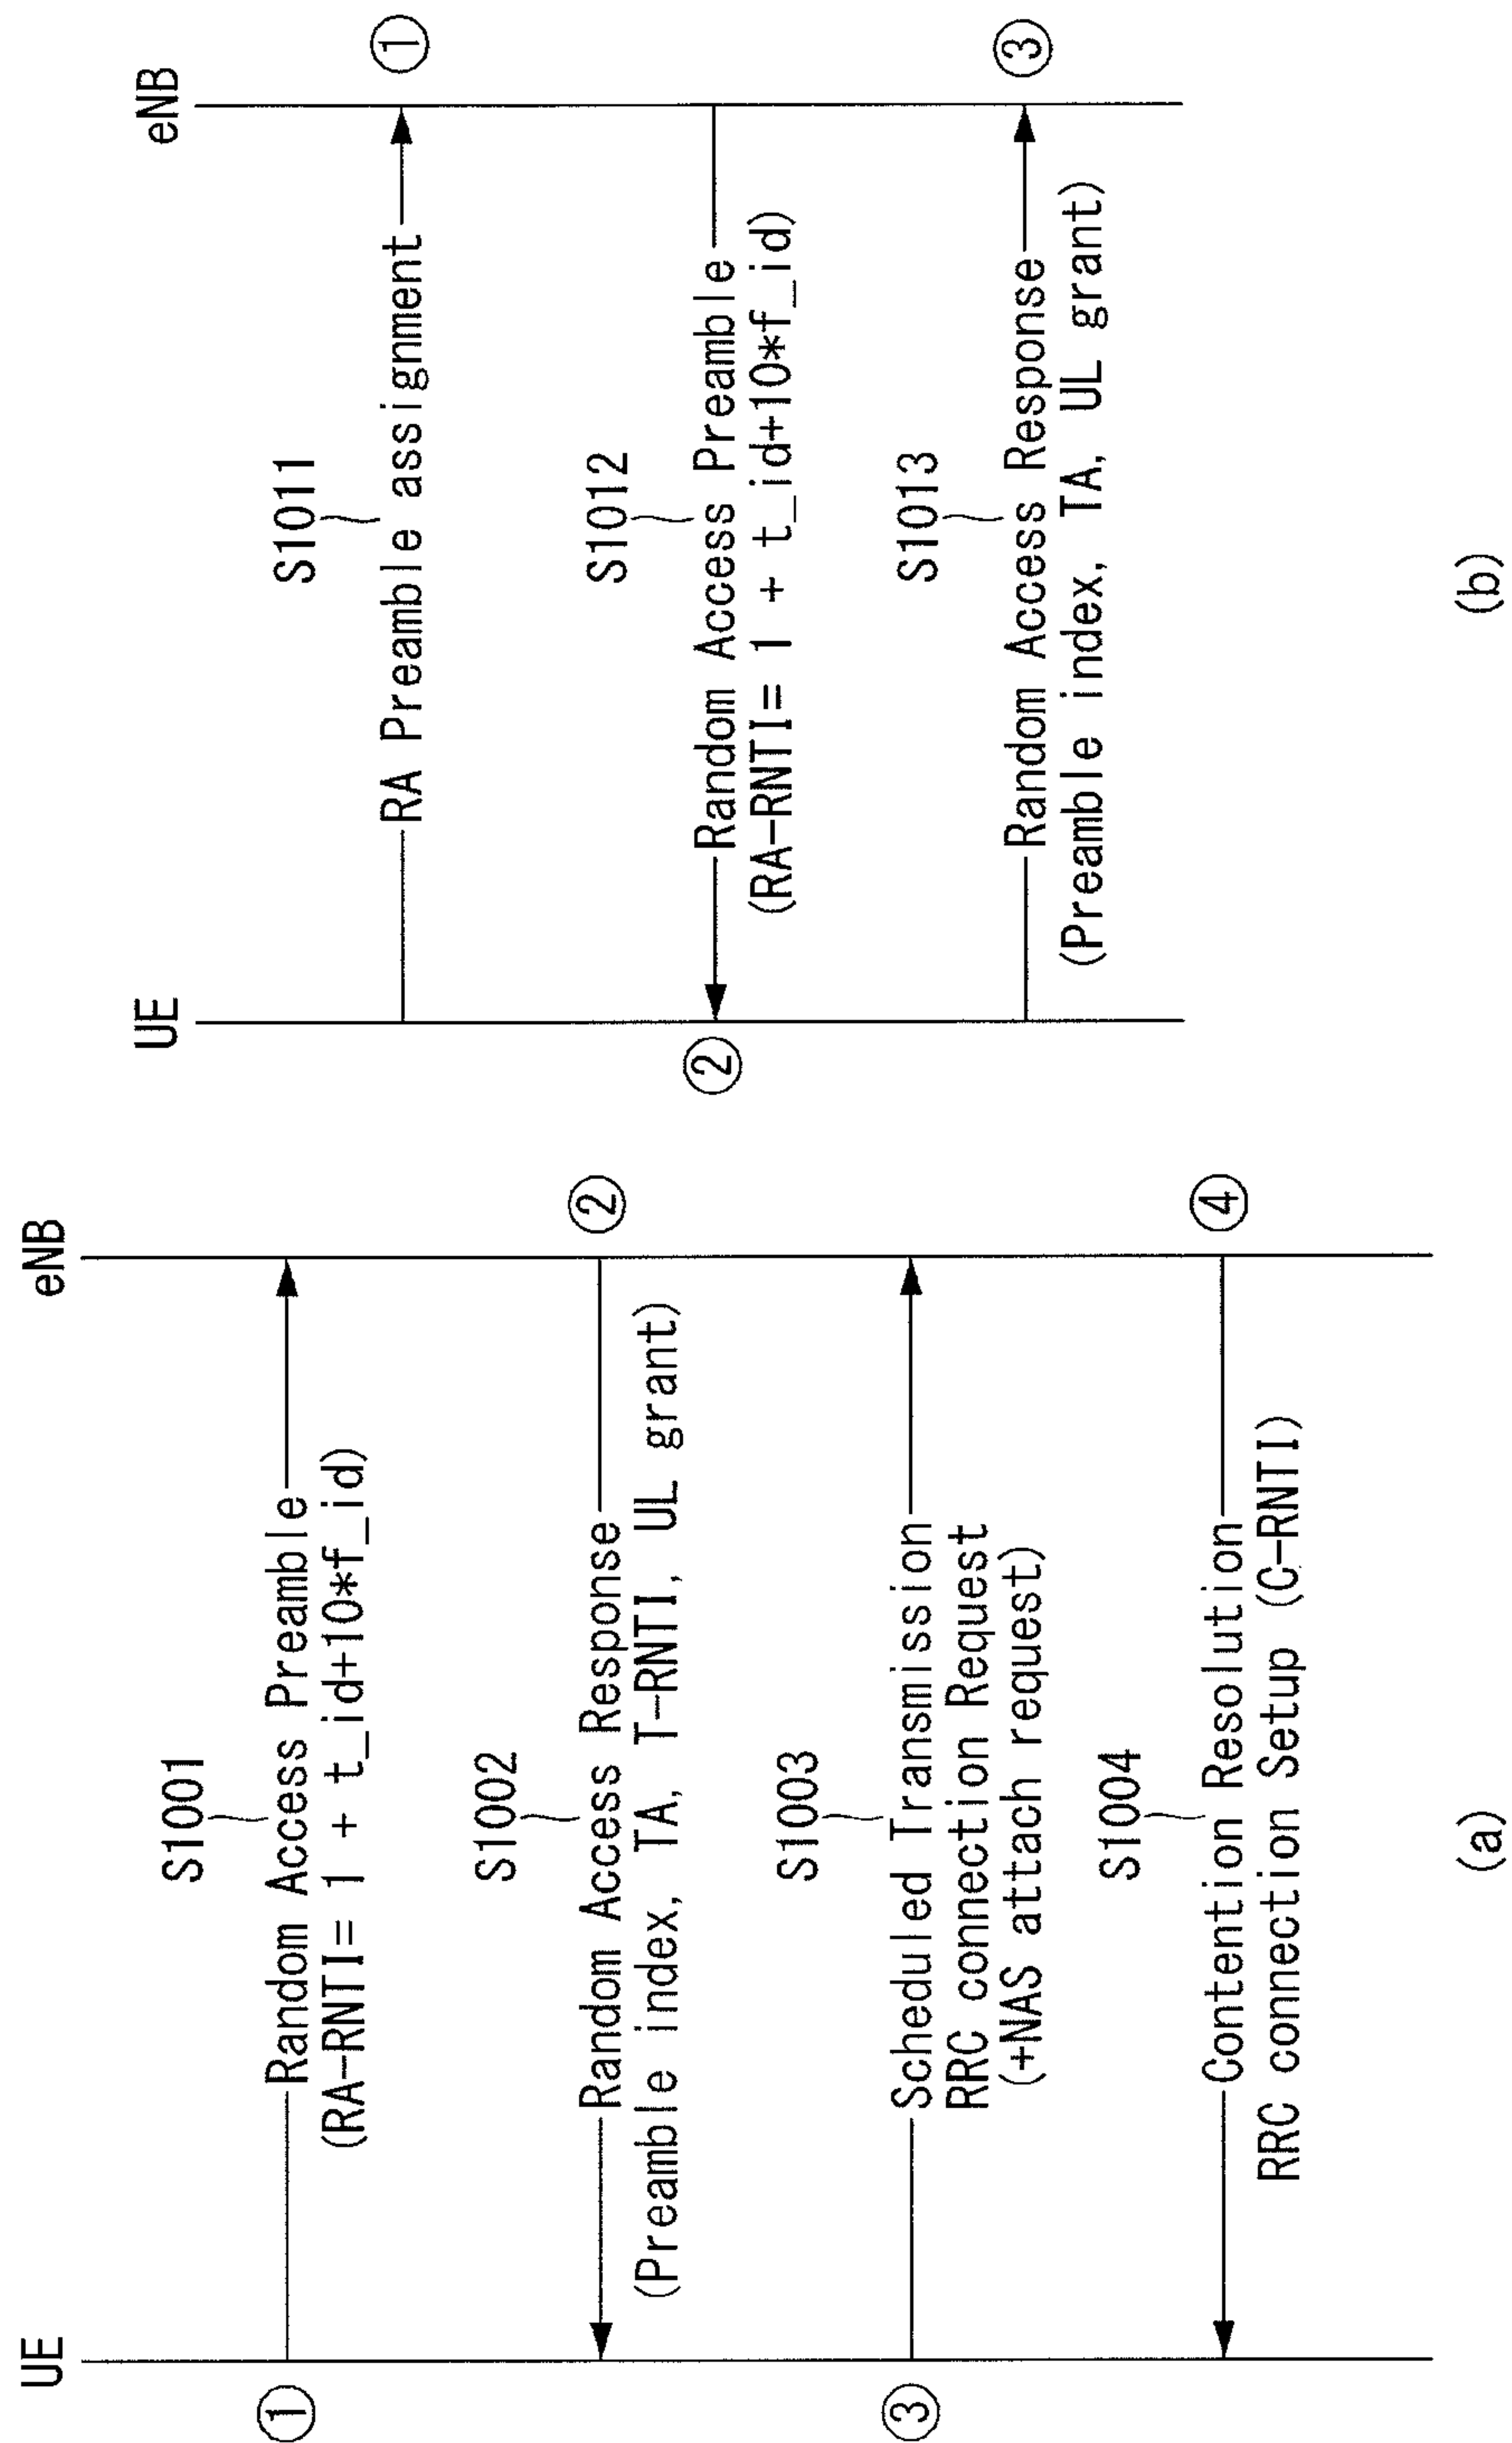 UE
eNB
①
S1001
Random Access Preamble
(RA-RNTI= 1 + t_id+10*f_id)
②
S1002
Random Access Response
(Preamble index, TA, T-RNTI, UL grant)
③
S1003
Scheduled Transmission
RRC connection Request
(+NAS attach request)
④
S1004
Contention Resolution
RRC connection Setup (C-RNTI)
(a)
UE
eNB
①
S1011
RA Preamble assignment
②
S1012
Random Access Preamble
(RA-RNTI= 1 + t_id+10*f_id)
③
S1013
Random Access Response
(Preamble index, TA, UL grant)
(b)